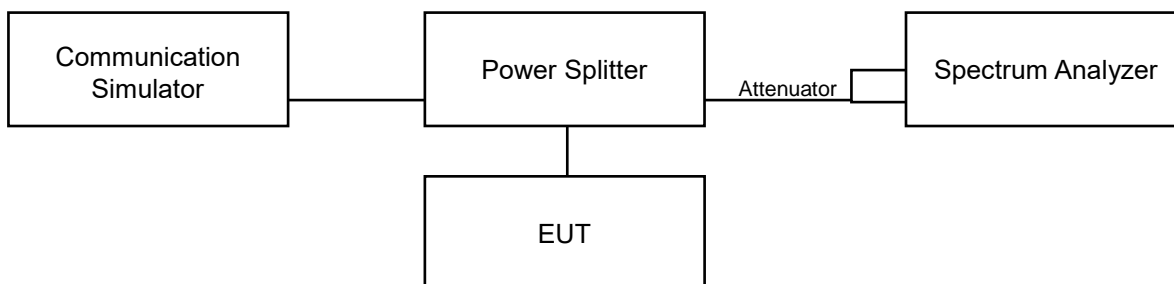 Communication
Simulator
Power Splitter
Attenuator
Spectrum Analyzer
EUT